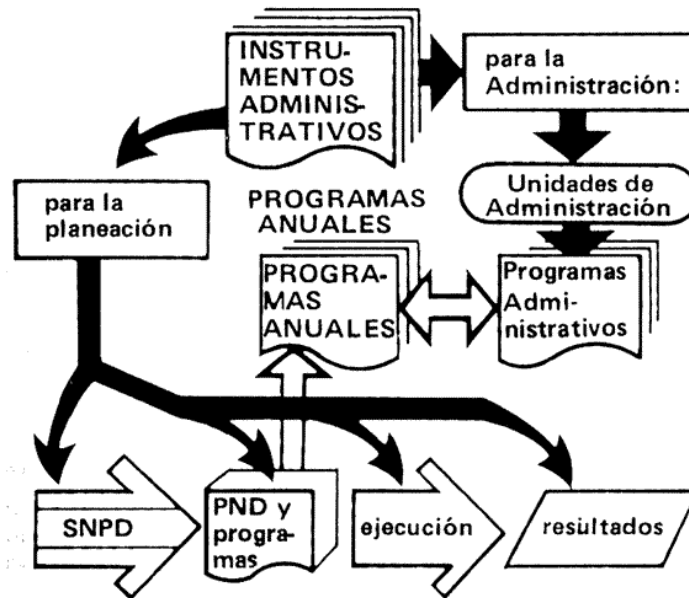 INSTRU-
MENTOS
ADMINIS-
TRATIVOS
para la
Administración:
para la
planeación
Unidades de
Administración
PROGRAMAS
ANUALES
PROGRA-
MAS
ANUALES
Programas
Admi-
nistrativos
SNPD
PND y
progra-
mas
ejecución
resultados